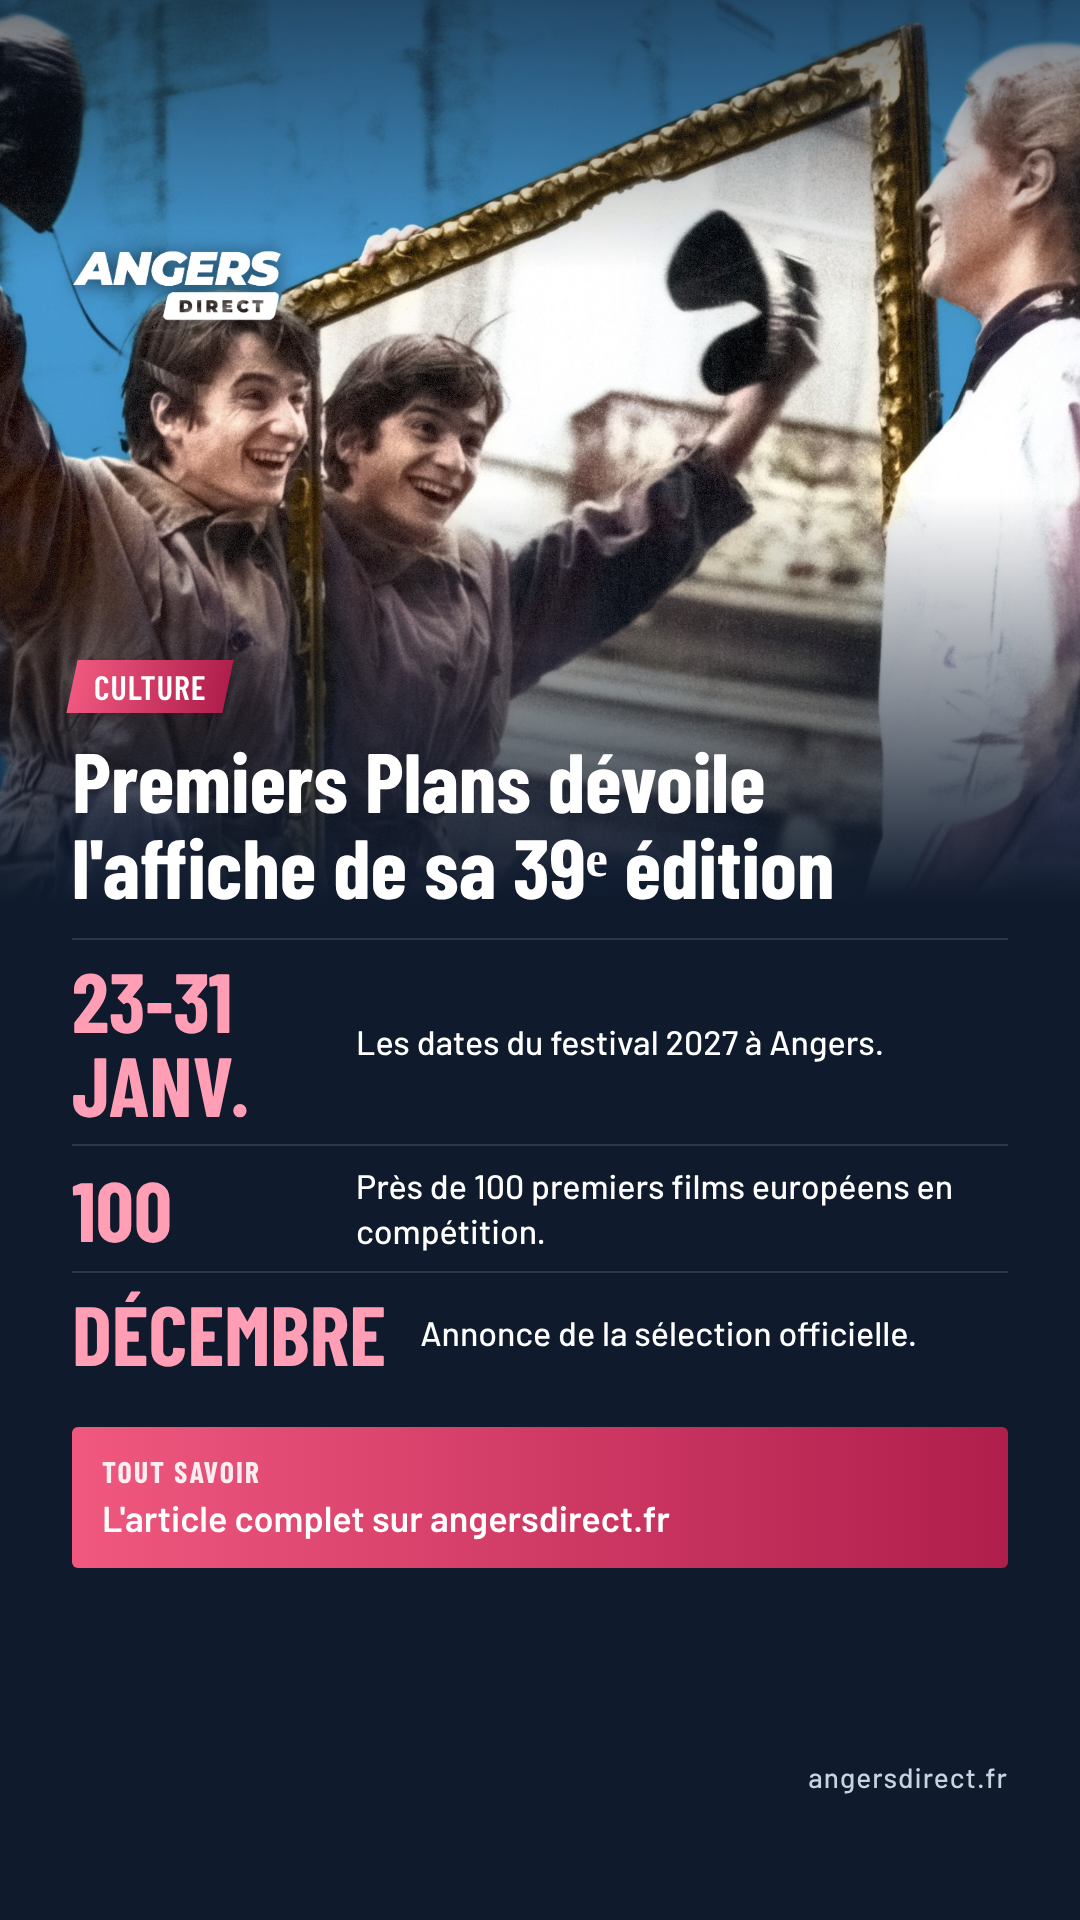 ANGERS
DIRECT
CULTURE
Premiers Plans dévoile
l'affiche de sa 39ᵉ édition
23-31
JANV.
Les dates du festival 2027 à Angers.
100
Près de 100 premiers films européens en
compétition.
DÉCEMBRE
Annonce de la sélection officielle.
TOUT SAVOIR
L'article complet sur angersdirect.fr
angersdirect.fr